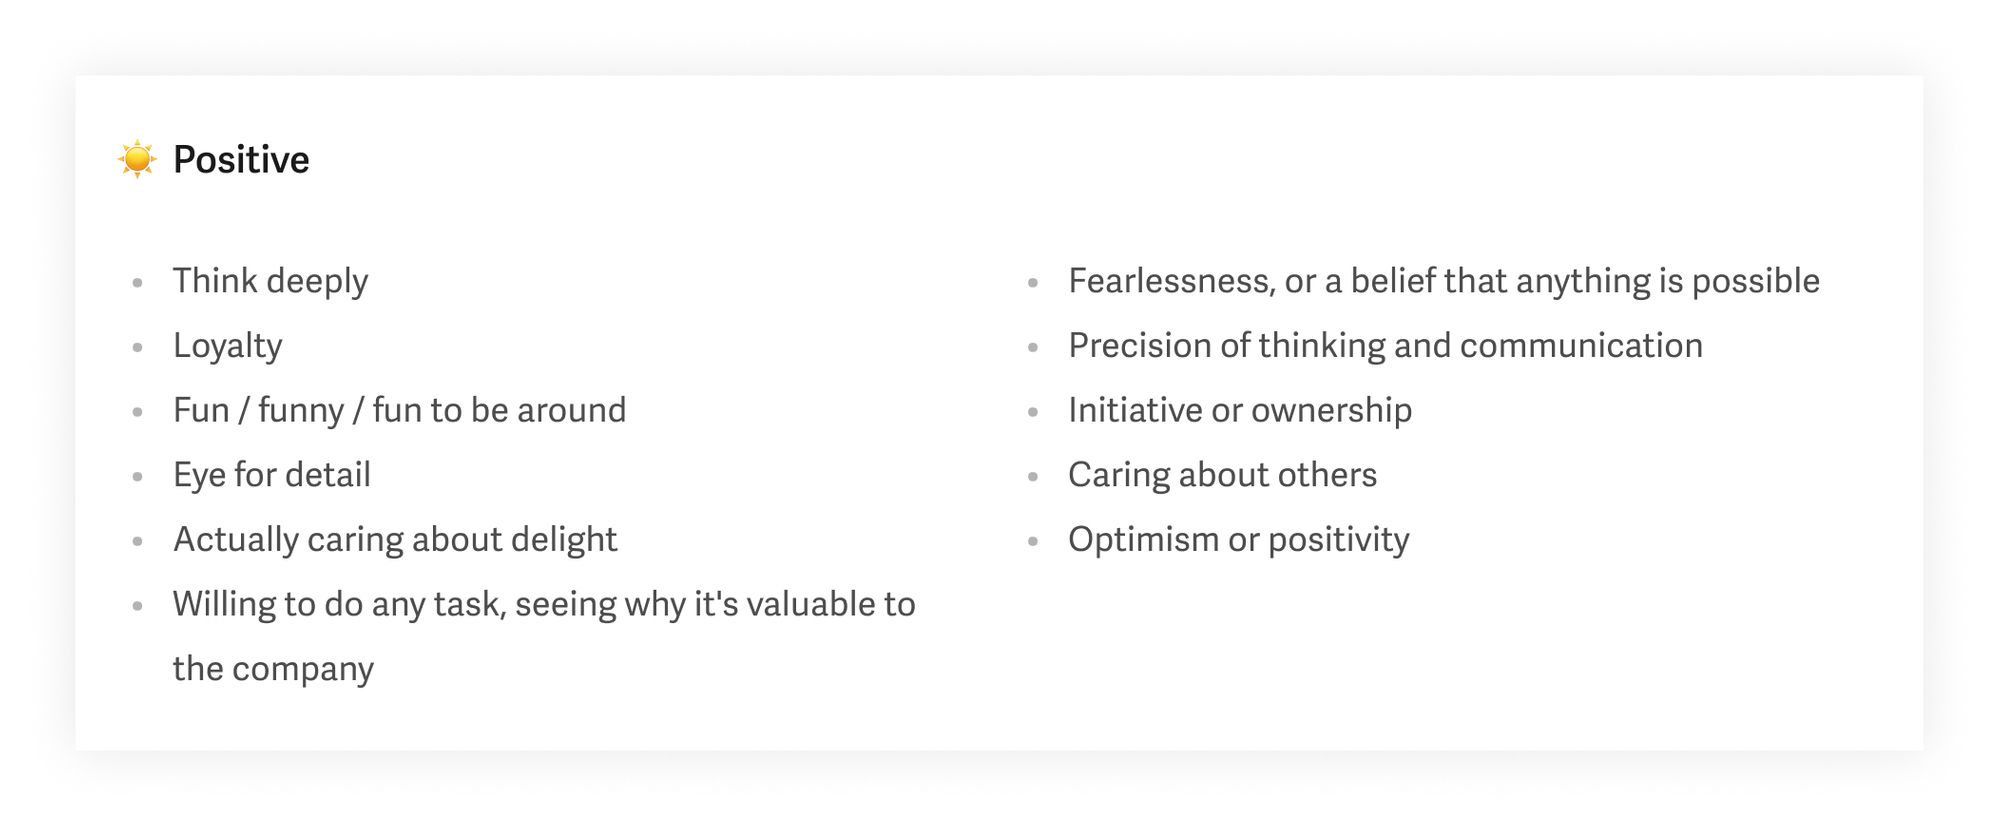 Positive
Think deeply
Loyalty
Fun / funny / fun to be around
Eye for detail
Actually caring about delight
Willing to do any task, seeing why it's valuable to
the company
Fearlessness, or a belief that anything is possible
Precision of thinking and communication
Initiative or ownership
Caring about others
Optimism or positivity